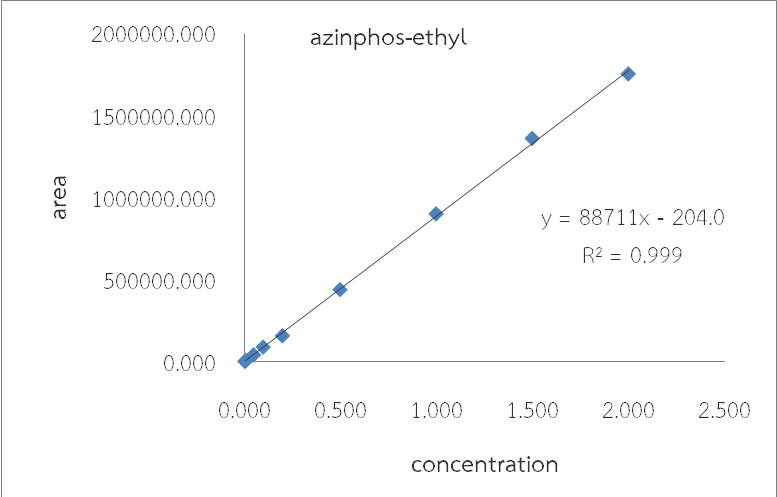 azinphos-ethyl
2000000.000
1500000.000
1000000.000
500000.000
0.000
area
y = 88711x - 204.0
R² = 0.999
0.000 0.500 1.000 1.500 2.000 2.500
concentration